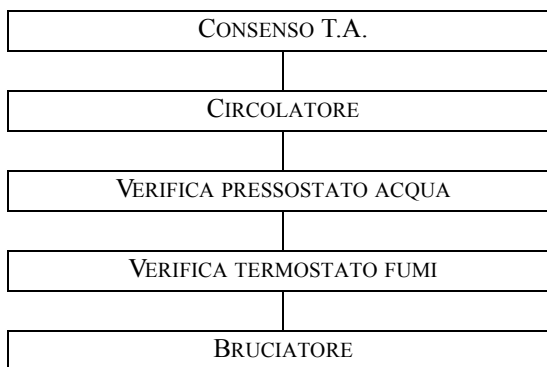 CONSENSO T.A.
CIRCOLATORE
VERIFICA PRESSOSTATO ACQUA
VERIFICA TERMOSTATO FUMI
BRUCIATORE